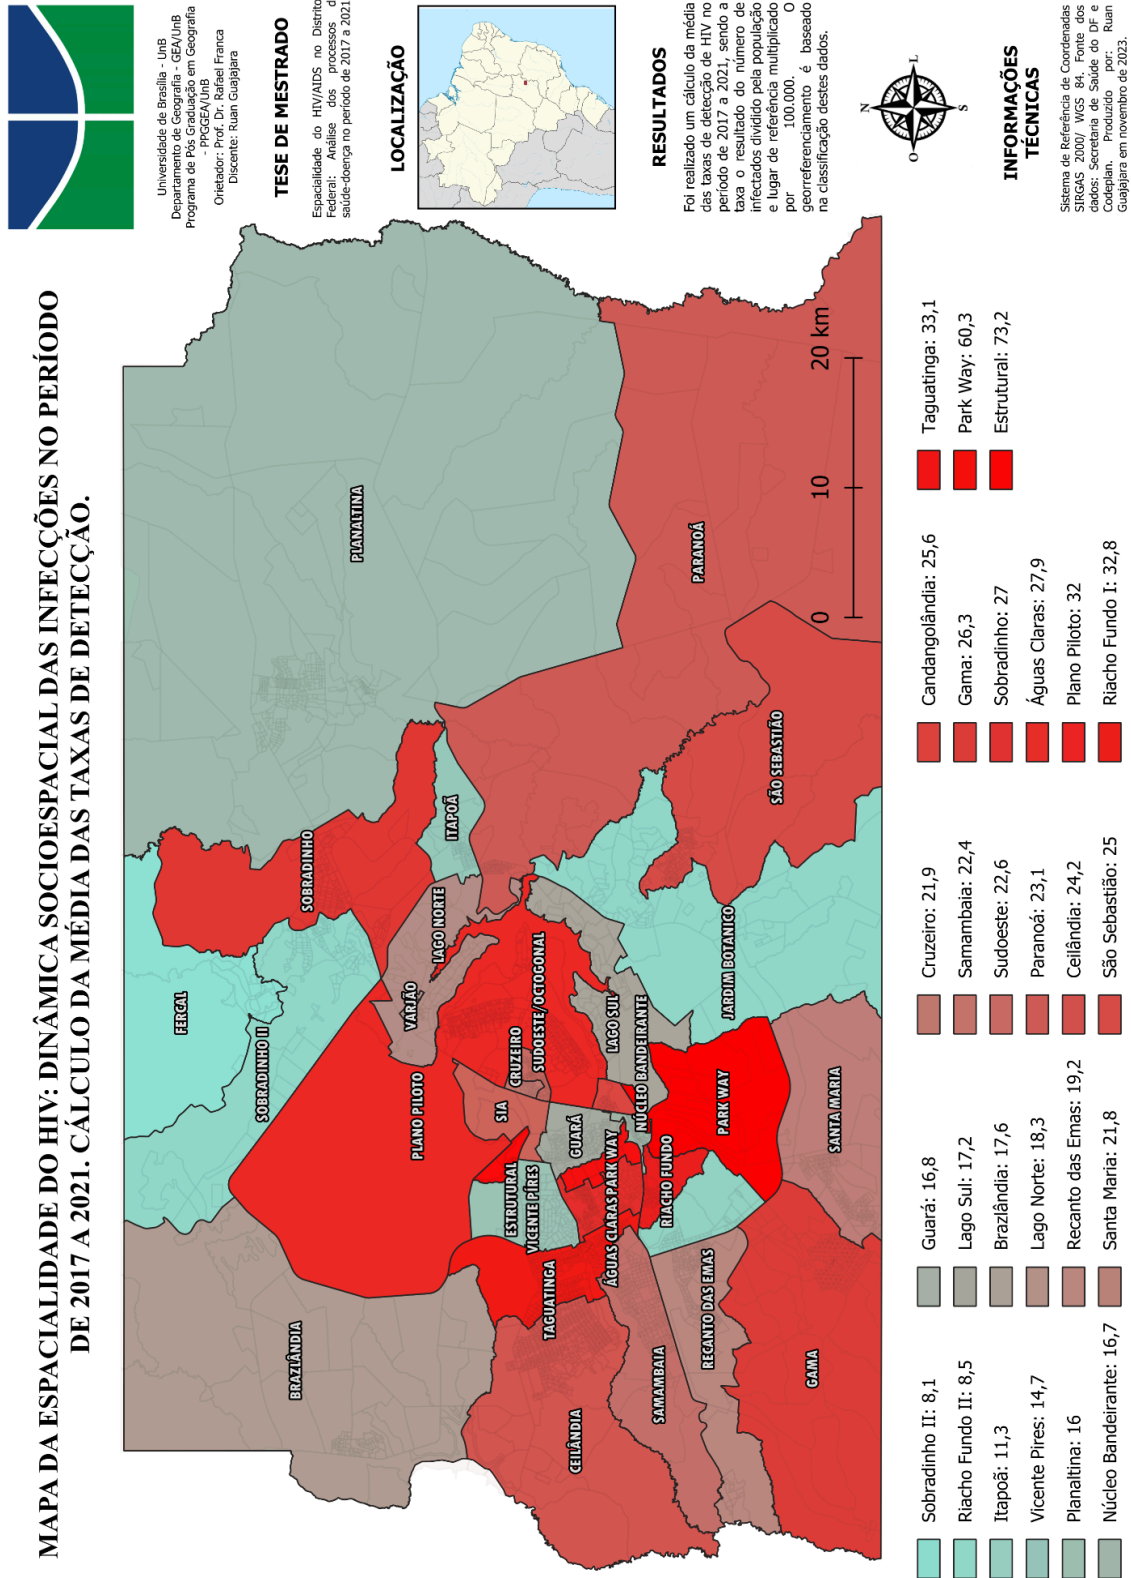 MAPA DA ESPACIALIDADE DO HIV: DINÂMICA SOCIOESPACIAL DAS INFECÇÕES NO PERÍODO
DE 2017 A 2021. CÁLCULO DA MÉDIA DAS TAXAS DE DETECÇÃO.
BRAZLÂNDIA
SOBRADINHO II
FERCAL
SOBRADINHO
PLANALTINA
PLANO PILOTO
VARJÃO
LAGO NORTE
ITAPOÃ
TAGUATINGA
ESTRUTURAL
VICENTE PIRES
SIA
CRUZEIRO
SUDOESTE/OCTOGONAL
CEILÂNDIA
GUARÁ
ÁGUAS CLARAS
PARK WAY
LAGO SUL
NÚCLEO BANDEIRANTE
PARANOÁ
SAMAMBAIA
RECANTO DAS EMAS
RIACHO FUNDO
PARK WAY
JARDIM BOTANICO
SÃO SEBASTIÃO
GAMA
SANTA MARIA
0
10
20 km
Sobradinho II: 8,1
Riacho Fundo II: 8,5
Itapoã: 11,3
Vicente Pires: 14,7
Planaltina: 16
Núcleo Bandeirante: 16,7
Guará: 16,8
Lago Sul: 17,2
Brazlândia: 17,6
Lago Norte: 18,3
Recanto das Emas: 19,2
Santa Maria: 21,8
Cruzeiro: 21,9
Samambaia: 22,4
Sudoeste: 22,6
Paranoá: 23,1
Ceilândia: 24,2
São Sebastião: 25
Candangolândia: 25,6
Gama: 26,3
Sobradinho: 27
Águas Claras: 27,9
Plano Piloto: 32
Riacho Fundo I: 32,8
Taguatinga: 33,1
Park Way: 60,3
Estrutural: 73,2
Universidade de Brasília - UnB
Departamento de Geografia - GEA/UnB
Programa de Pós Graduação em Geografia
- PPGGEA/UnB
Orietador: Prof. Dr. Rafael Franca
Discente: Ruan Guajajara
TESE DE MESTRADO
Especialidade do HIV/AIDS no Distrito
Federal: Análise dos processos d
saúde-doença no período de 2017 a 2021
LOCALIZAÇÃO
RESULTADOS
Foi realizado um cálculo da média
das taxas de detecção de HIV no
período de 2017 a 2021, sendo a
taxa o resultado do número de
infectados dividido pela população
e lugar de referência multiplicado
por 100.000. O
georreferenciamento é baseado
na classificação destes dados.
N
O
L
S
INFORMAÇÕES
TÉCNICAS
Sistema de Referência de Coordenadas
SIRGAS 2000/ WGS 84. Fonte dos
dados: Secretaria de Saúde do DF e
Codeplan. Produzido por: Ruan
Guajajara em novembro de 2023.